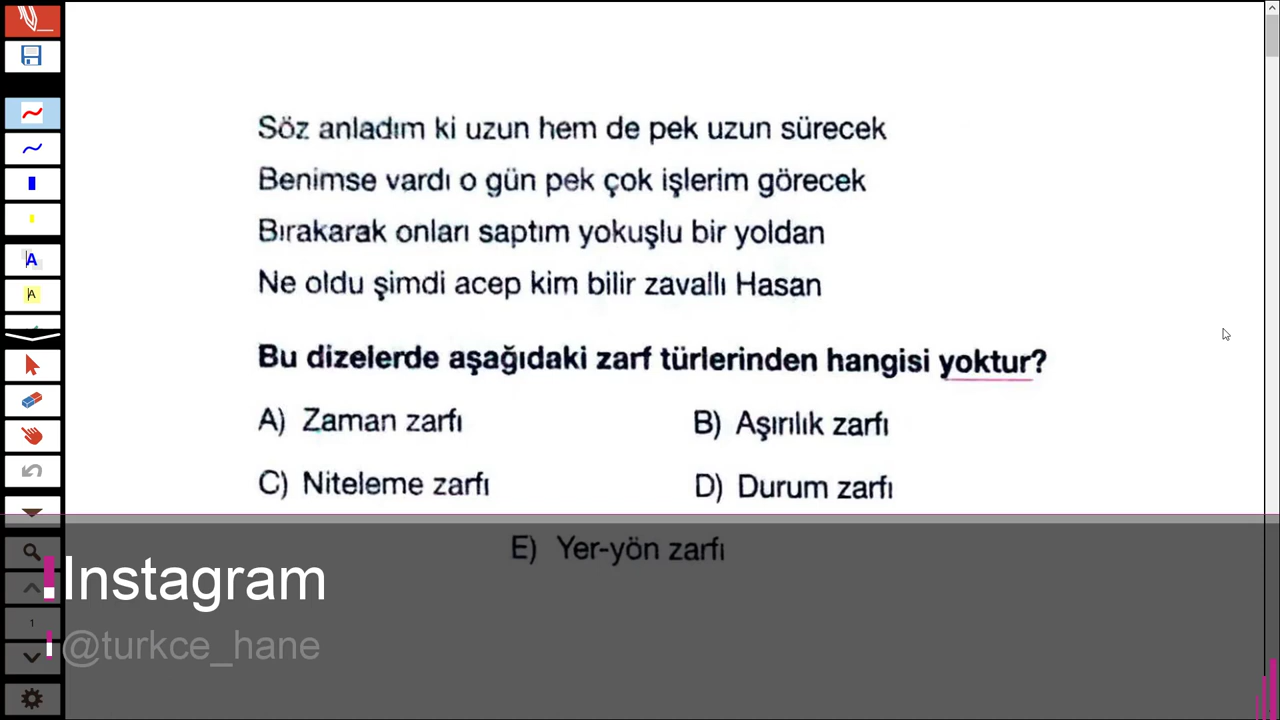 Söz anladım ki uzun hem de pek uzun sürecek
Benimse vardı o gün pek çok işlerim görecek
Bırakarak onları saptım yokuşlu bir yoldan
Ne oldu şimdi acep kim bilir zavallı Hasan
Bu dizelerde aşağıdaki zarf türlerinden hangisi yoktur?
A) Zaman zarfı
B) Aşırılık zarfı
C) Niteleme zarfı
D) Durum zarfı
E) Yer-yön zarfı
Instagram
@turkce_hane
A
A
1